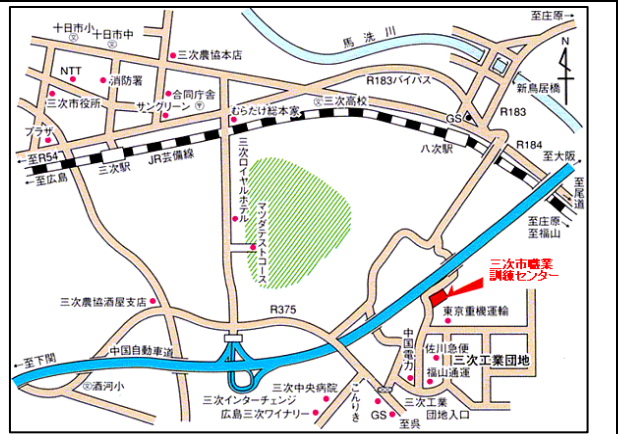 十日市小
十日市中
文
文
NTT
消防署
三次市役所
プラザ
三次農協本店
合同庁舎
サングリーン
むらだけ総本家
馬洗川
R183バイパス
文三次高校
至庄原→
N
新鳥居橋
R183
GS
R184
至大阪
至尾道
←至庄原
至福山
←至R54
←至広島
三次駅
JR芸備線
八次駅
三次ロイヤルホテル
マツダテストコース
三次市職業
訓練センター
東京重機運輸
三次農協酒屋支店
R375
中国自動車道
←至下関
文酒河小
三次インターチェンジ
三次中央病院
広島三次ワイナリー
こんりき
GS
至呉
中国電力
佐川急便
福山通運
三次工業団地
三次工業
団地入口